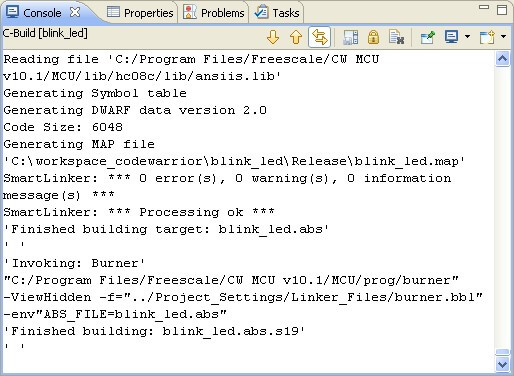 Console Properties Problems Tasks
C-Build [blink_led]
Reading file 'C:/Program Files/Freescale/CW MCU
v10.1/MCU/lib/hc08c/lib/ansiis.lib'
Generating Symbol table
Generating DWARF data version 2.0
Code Size: 6048
Generating MAP file
'C:\workspace_codewarrior\blink_led\Release\blink_led.map'
SmartLinker: *** 0 error(s), 0 warning(s), 0 information
message(s) ***
SmartLinker: *** Processing ok ***
'Finished building target: blink_led.abs'
' '
'Invoking: Burner'
"C:/Program Files/Freescale/CW MCU v10.1/MCU/prog/burner"
-ViewHidden -f="../Project_Settings/Linker_Files/burner.bbl"
-env"ABS_FILE=blink_led.abs"
'Finished building: blink_led.abs.s19'
' '